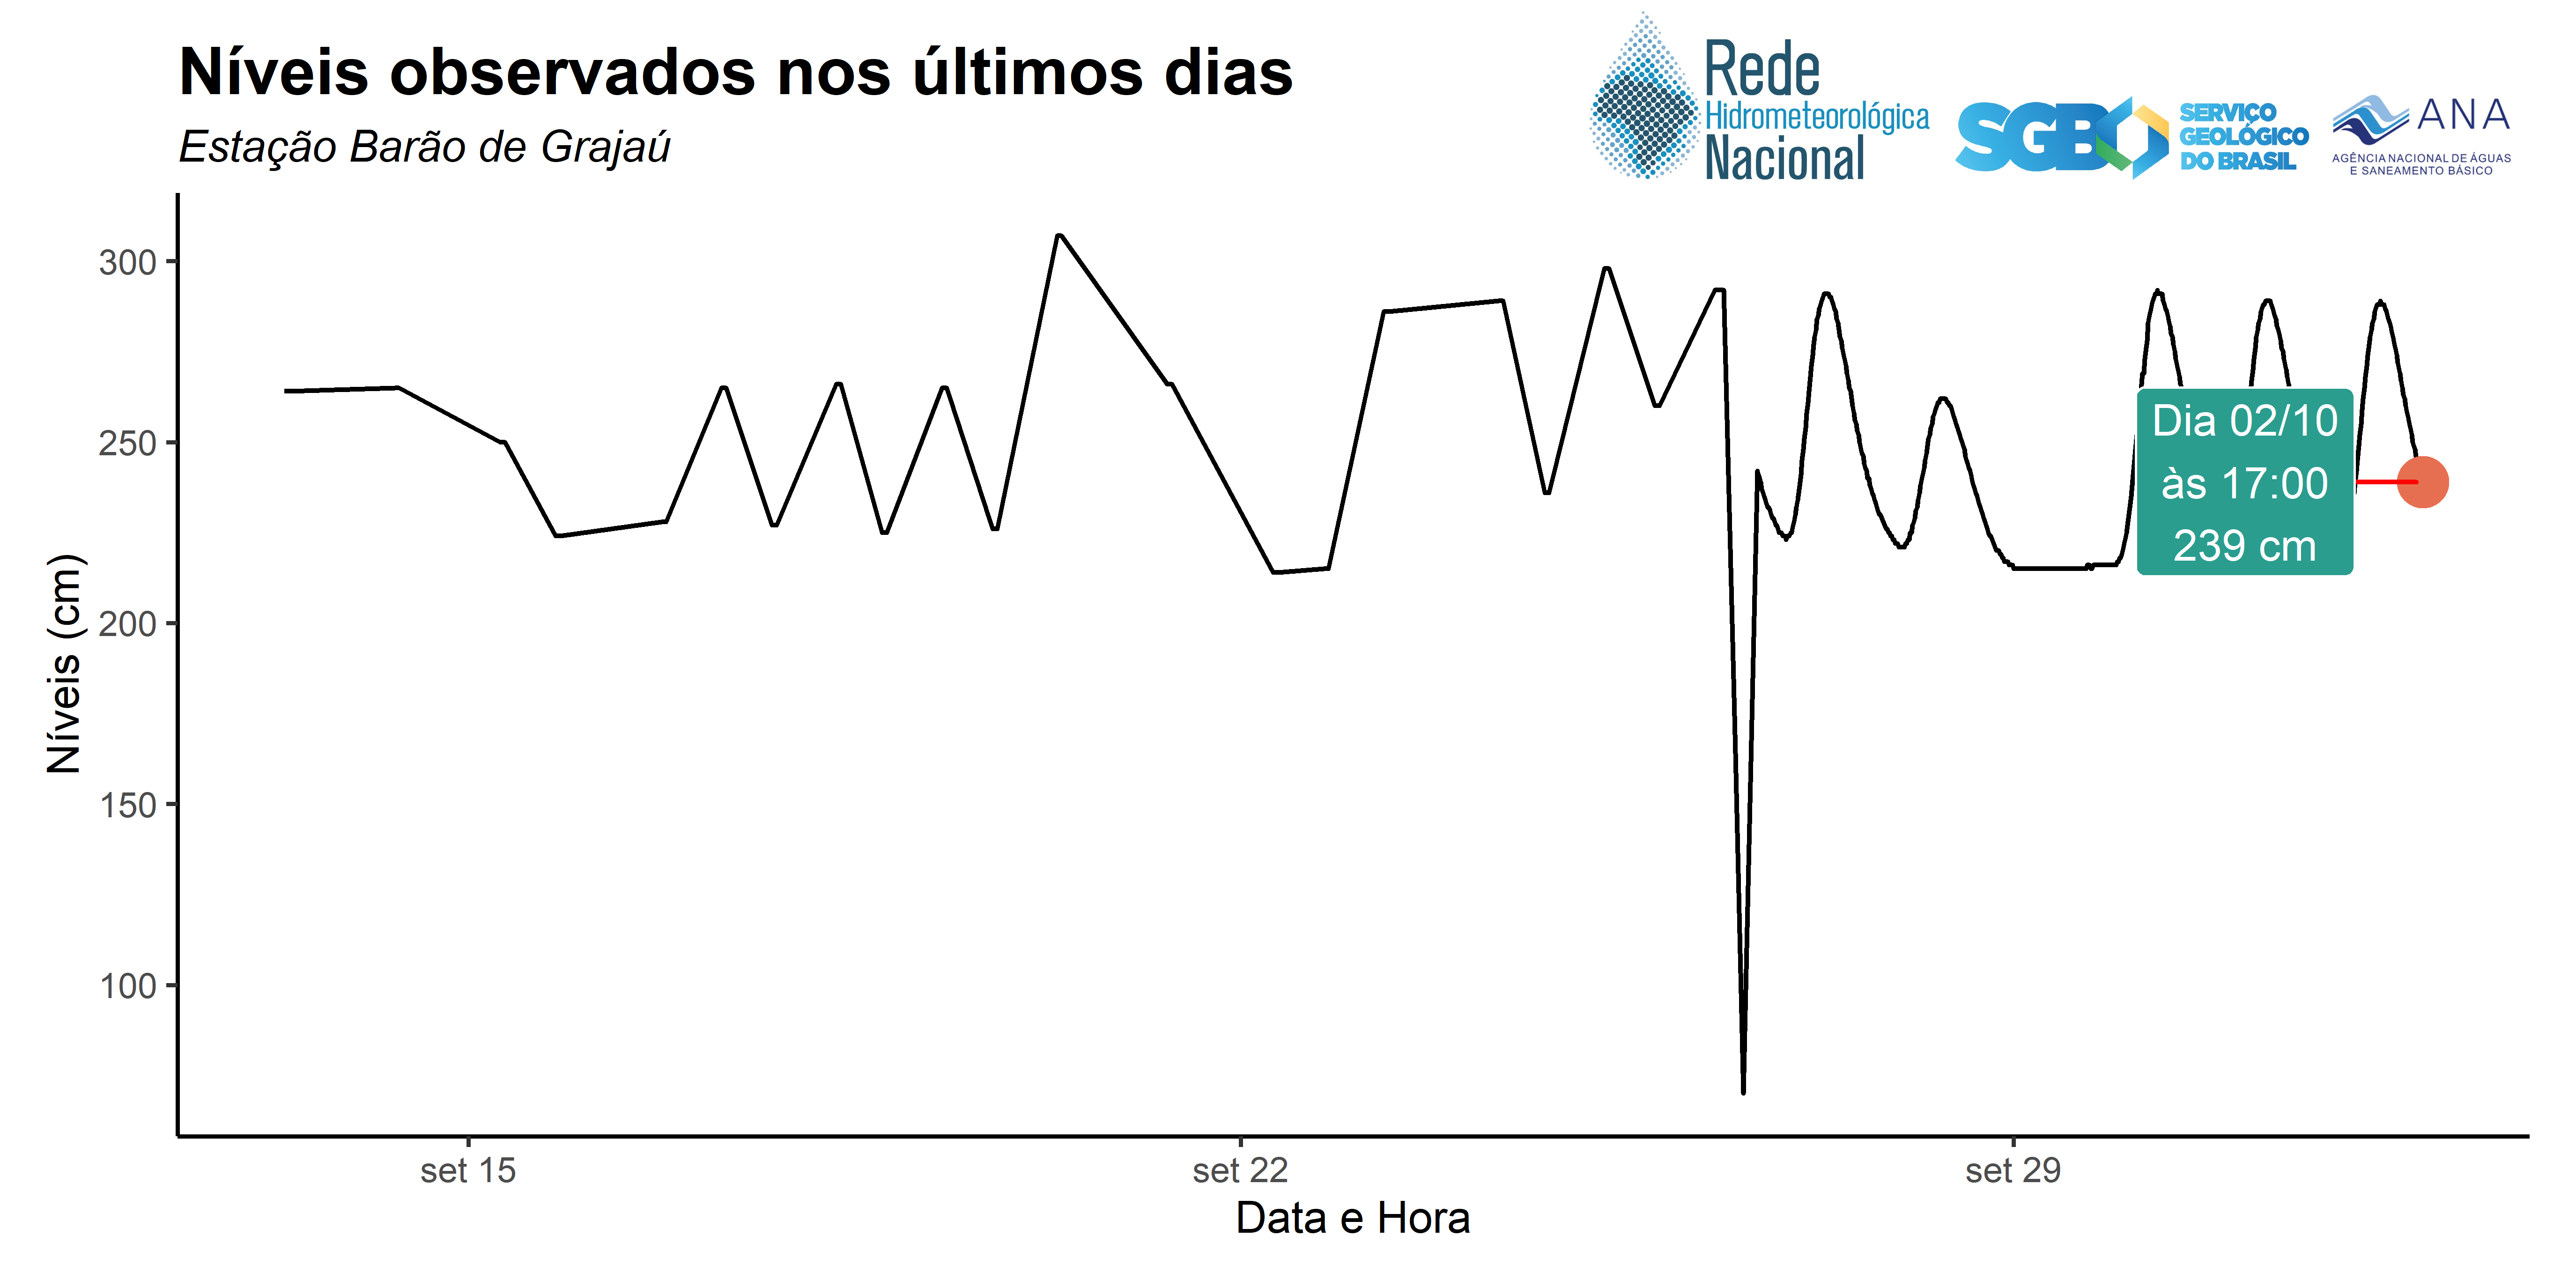 Níveis observados nos últimos dias
Estação Barão de Grajaú
Rede
Hidrometeorológica
Nacional
SGB
SERVIÇO
GEOLÓGICO
DO BRASIL
ANA
AGÊNCIA NACIONAL DE ÁGUAS
E SANEAMENTO BÁSICO
Níveis (cm)
300
250
200
150
100
Dia 02/10
às 17:00
239 cm
set 15
set 22
set 29
Data e Hora